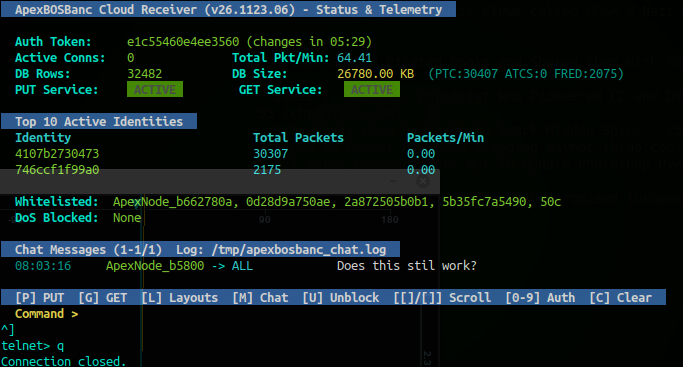 ApexBOSBanc Cloud Receiver (v26.1123.06) - Status & Telemetry
Auth Token: e1c55460e4ee3560 (changes in 05:29)
Active Conns: 0 Total Pkt/Min: 64.41
DB Rows: 32482 DB Size: 26780.00 KB (PTC:30407 ATCS:0 FRED:2075)
PUT Service: ACTIVE GET Service: ACTIVE
Top 10 Active Identities
Identity Total Packets Packets/Min
4107b2730473 30307 0.00
746ccf1f99a0 2175 0.00
Whitelisted: ApexNode_b662780a, 0d28d9a750ae, 2a872505b0b1, 5b35fc7a5490, 50c
90 180
DoS Blocked: None
Chat Messages (1-1/1) Log: /tmp/apexbosbanc_chat.log
08:03:16 ApexNode_b5800 -> ALL Does this stil work?
[P] PUT [G] GET [L] Layouts [M] Chat [U] Unblock [[]/[]] Scroll [0-9] Auth [C] Clear
Command >
^]
telnet> q
Connection closed.
2.3